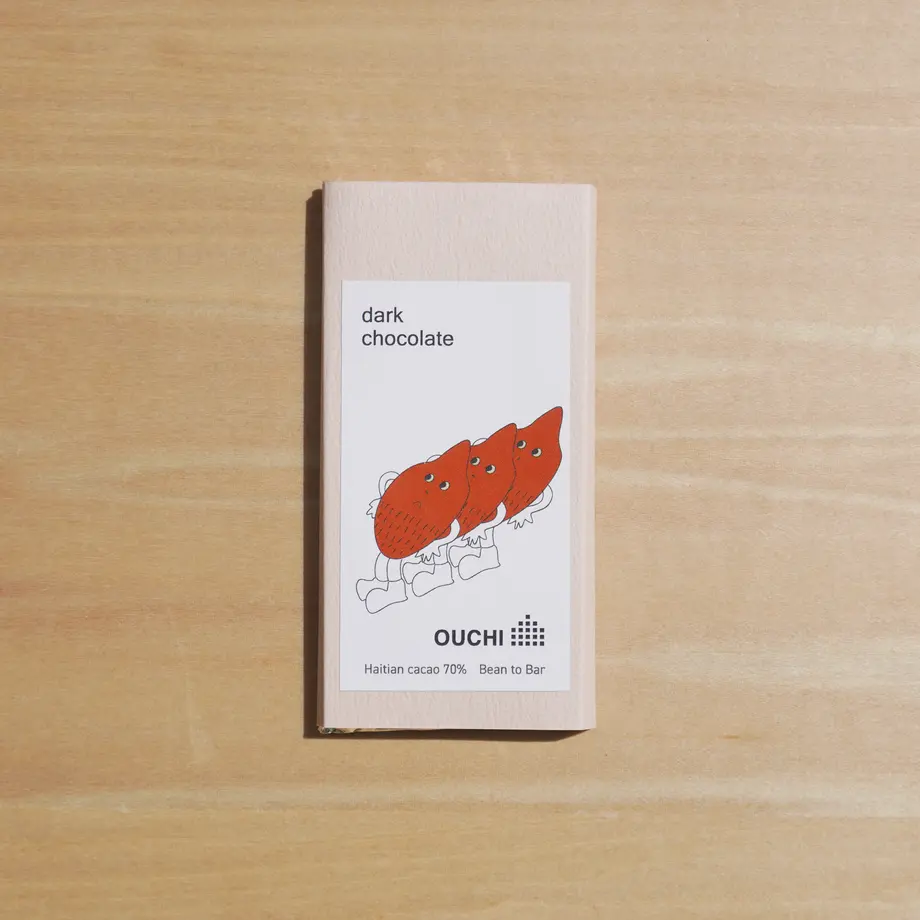 dark
chocolate
OUCHI
Haitian cacao 70% Bean to Bar